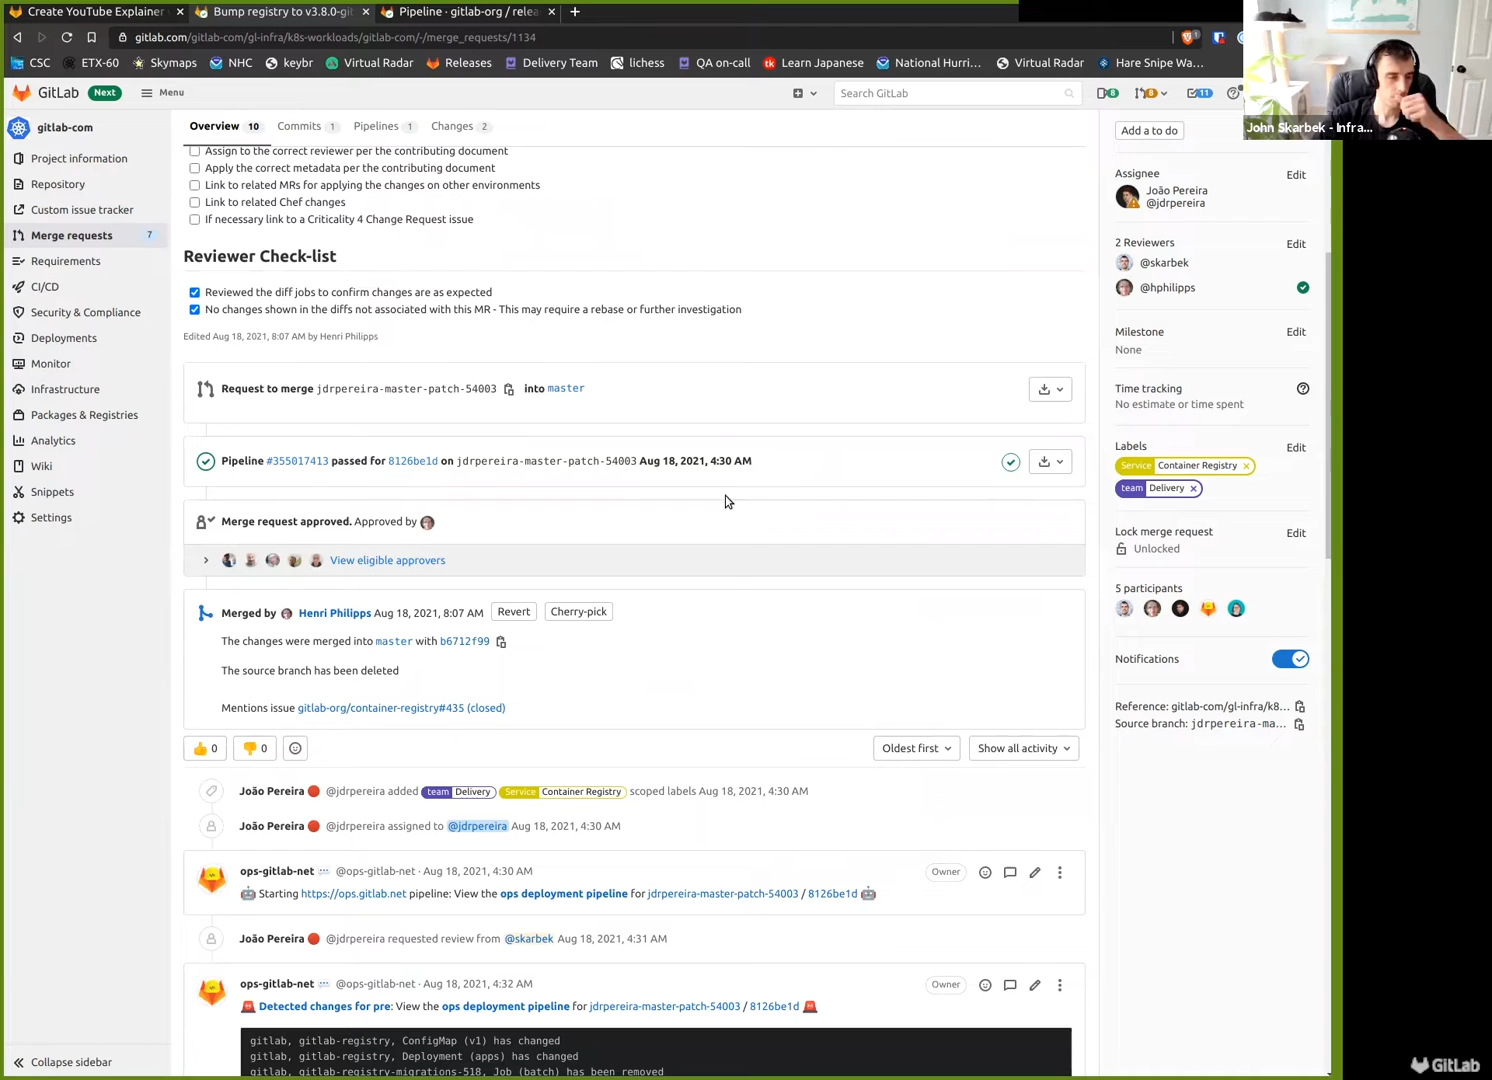 Create YouTube Explainer
Bump registry to v3.8.0-git
Pipeline · gitlab-org / relea
gitlab.com/gitlab-com/gl-infra/k8s-workloads/gitlab-com/-/merge_requests/1134
CSC
ETX-60
Skymaps
NHC
keybr
Virtual Radar
Releases
Delivery Team
lichess
QA on-call
Learn Japanese
National Hurri...
Virtual Radar
Hare Snipe Wa...
GitLab Next
Menu
Search GitLab
8
8
11
John Skarbek - Infra...
gitlab-com
Project information
Repository
Custom issue tracker
Merge requests 7
Requirements
CI/CD
Security & Compliance
Deployments
Monitor
Infrastructure
Packages & Registries
Analytics
Wiki
Snippets
Settings
Collapse sidebar
Overview 10
Commits 1
Pipelines 1
Changes 2
Assign to the correct reviewer per the contributing document
Apply the correct metadata per the contributing document
Link to related MRs for applying the changes on other environments
Link to related Chef changes
If necessary link to a Criticality 4 Change Request issue
Reviewer Check-list
Reviewed the diff jobs to confirm changes are as expected
No changes shown in the diffs not associated with this MR - This may require a rebase or further investigation
Edited Aug 18, 2021, 8:07 AM by Henri Philipps
Request to merge jdrpereira-master-patch-54003 into master
Pipeline #355017413 passed for 8126be1d on jdrpereira-master-patch-54003 Aug 18, 2021, 4:30 AM
Merge request approved. Approved by
View eligible approvers
Merged by Henri Philipps Aug 18, 2021, 8:07 AM Revert Cherry-pick
The changes were merged into master with b6712f99
The source branch has been deleted
Mentions issue gitlab-org/container-registry#435 (closed)
0
0
Oldest first
Show all activity
João Pereira @jdrpereira added team Delivery Service Container Registry scoped labels Aug 18, 2021, 4:30 AM
João Pereira @jdrpereira assigned to @jdrpereira Aug 18, 2021, 4:30 AM
ops-gitlab-net @ops-gitlab-net · Aug 18, 2021, 4:30 AM
Owner
Starting https://ops.gitlab.net pipeline: View the ops deployment pipeline for jdrpereira-master-patch-54003 / 8126be1d
João Pereira @jdrpereira requested review from @skarbek Aug 18, 2021, 4:31 AM
ops-gitlab-net @ops-gitlab-net · Aug 18, 2021, 4:32 AM
Owner
Detected changes for pre: View the ops deployment pipeline for jdrpereira-master-patch-54003 / 8126be1d
gitlab, gitlab-registry, ConfigMap (v1) has changed
gitlab, gitlab-registry, Deployment (apps) has changed
gitlab, gitlab-registry-migrations-518, Job (batch) has been removed
Add a to do
Assignee Edit
João Pereira
@jdrpereira
2 Reviewers Edit
@skarbek
@hphilipps
Milestone Edit
None
Time tracking
No estimate or time spent
Labels Edit
Service Container Registry
team Delivery
Lock merge request Edit
Unlocked
5 participants
Notifications
Reference: gitlab-com/gl-infra/k8...
Source branch: jdrpereira-ma...
GitLab